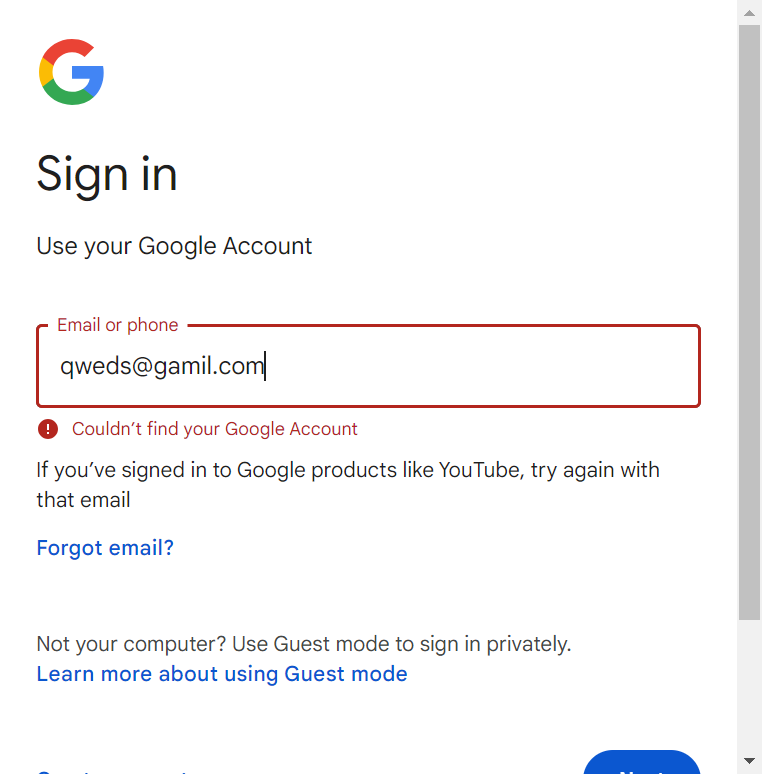 Sign in
Use your Google Account
Email or phone
qweds@gamil.com
Couldn’t find your Google Account
If you’ve signed in to Google products like YouTube, try again with
that email
Forgot email?
Not your computer? Use Guest mode to sign in privately.
Learn more about using Guest mode